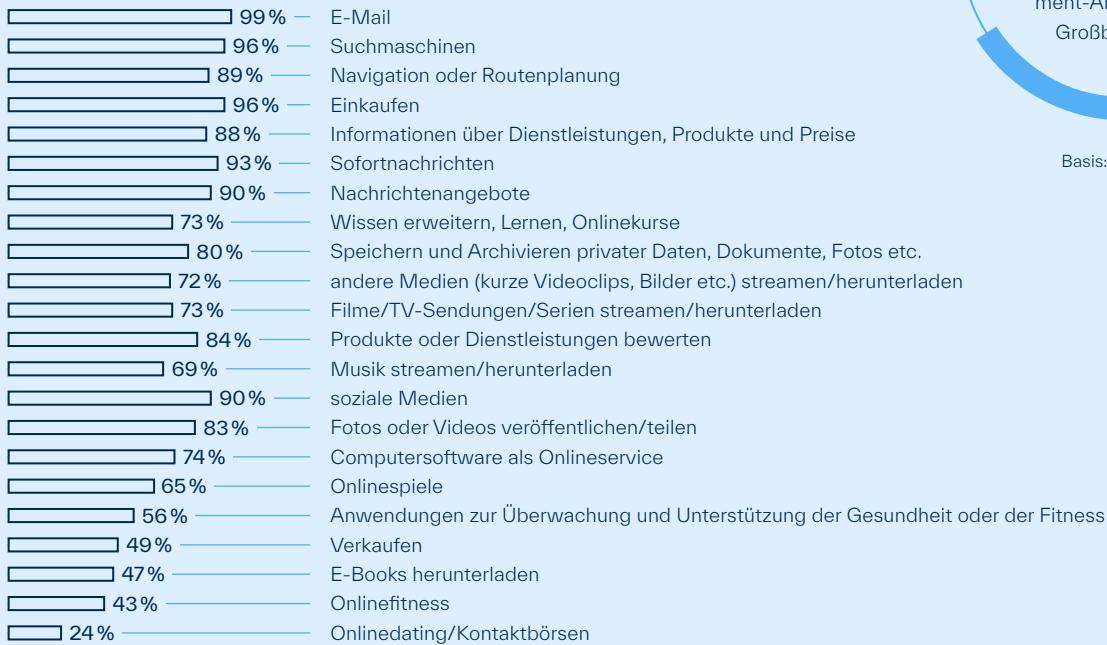 99% E-Mail
96% Suchmaschinen
89% Navigation oder Routenplanung
96% Einkaufen
88% Informationen über Dienstleistungen, Produkte und Preise
93% Sofortnachrichten
90% Nachrichtenangebote
73% Wissen erweitern, Lernen, Onlinekurse
80% Speichern und Archivieren privater Daten, Dokumente, Fotos etc.
72% andere Medien (kurze Videoclips, Bilder etc.) streamen/herunterladen
73% Filme/TV-Sendungen/Serien streamen/herunterladen
84% Produkte oder Dienstleistungen bewerten
69% Musik streamen/herunterladen
90% soziale Medien
83% Fotos oder Videos veröffentlichen/teilen
74% Computersoftware als Onlineservice
65% Onlinespiele
56% Anwendungen zur Überwachung und Unterstützung der Gesundheit oder der Fitness
49% Verkaufen
47% E-Books herunterladen
43% Onlinefitness
24% Onlinedating/Kontaktbörsen
Basis: